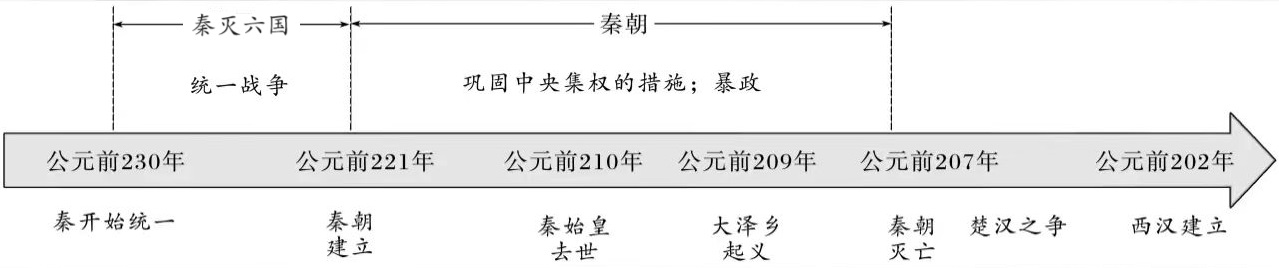 秦灭六国
秦朝
统一战争
巩固中央集权的措施；暴政
公元前230年
公元前221年
公元前210年
公元前209年
公元前207年
公元前202年
秦开始统一
秦朝
建立
秦始皇
去世
大泽乡
起义
秦朝
灭亡
楚汉之争
西汉建立